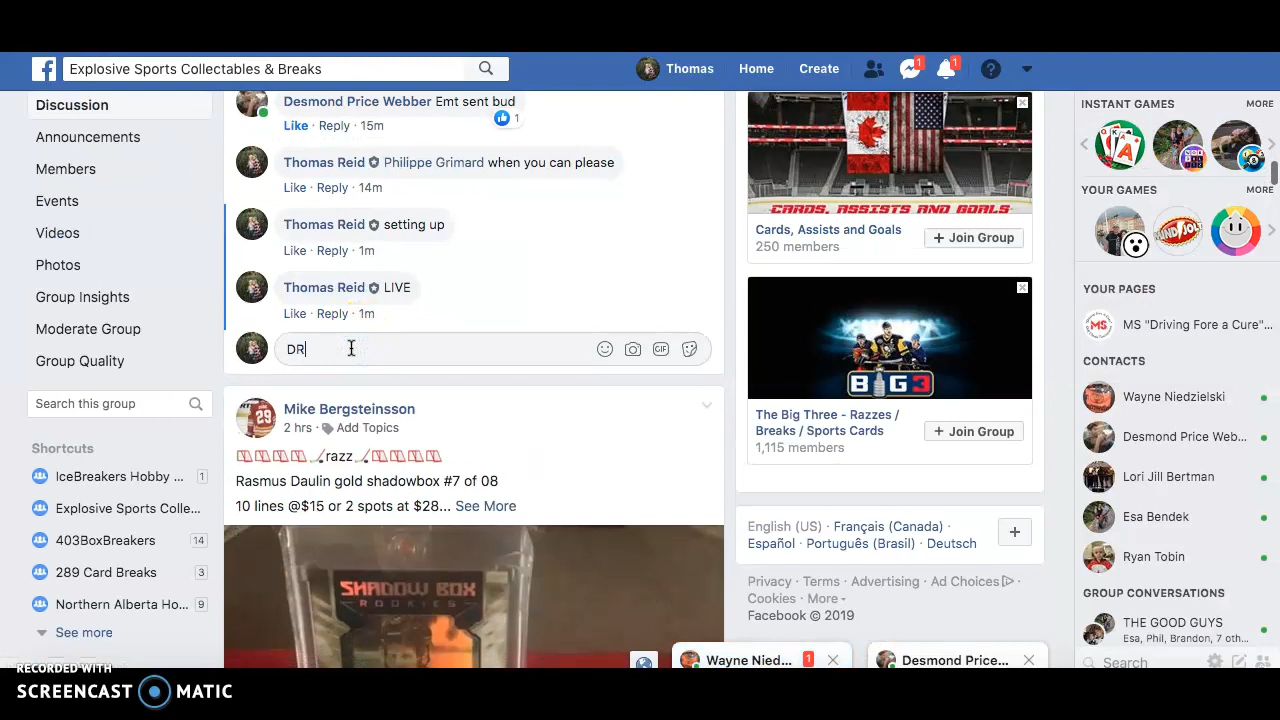 Explosive Sports Collectables & Breaks
Thomas
Home
Create
1
1
Discussion
Announcements
Members
Events
Videos
Photos
Group Insights
Moderate Group
Group Quality
Search this group
Shortcuts
IceBreakers Hobby ... 1
Explosive Sports Colle...
403BoxBreakers 14
289 Card Breaks 3
Northern Alberta Ho... 9
See more
RECORDED WITH
SCREENCAST MATIC
Desmond Price Webber Emt sent bud
1
Like · Reply · 15m
Thomas Reid Philippe Grimard when you can please
Like · Reply · 14m
Thomas Reid setting up
Like · Reply · 1m
Thomas Reid LIVE
Like · Reply · 1m
DR
GIF
Mike Bergsteinsson
2 hrs · Add Topics
razz
Rasmus Daulin gold shadowbox #7 of 08
10 lines @$15 or 2 spots at $28... See More
SHADOW BOX
ROOKIES
CARDS, ASSISTS AND GOALS
Cards, Assists and Goals
250 members
+ Join Group
BIG3
The Big Three - Razzes /
Breaks / Sports Cards
1,115 members
+ Join Group
English (US) · Français (Canada) ·
Español · Português (Brasil) · Deutsch
Privacy · Terms · Advertising · Ad Choices ·
Cookies · More
Facebook © 2019
Wayne Nied... 1
Desmond Price...
INSTANT GAMES MORE
YOUR GAMES MORE
YOUR PAGES
MS "Driving Fore a Cure"...
CONTACTS
Wayne Niedzielski
Desmond Price Web...
Lori Jill Bertman
Esa Bendek
Ryan Tobin
GROUP CONVERSATIONS
THE GOOD GUYS
Esa, Phil, Brandon, 7 oth...
Search